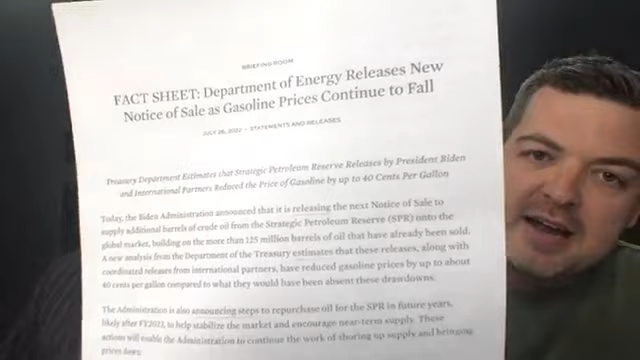 BRIEFING ROOM
FACT SHEET: Department of Energy Releases New
Notice of Sale as Gasoline Prices Continue to Fall
JULY 26, 2022 • STATEMENTS AND RELEASES
Treasury Department Estimates that Strategic Petroleum Reserve Releases by President Biden
and International Partners Reduced the Price of Gasoline by up to 40 Cents Per Gallon
Today, the Biden Administration announced that it is releasing the next Notice of Sale to
supply additional barrels of crude oil from the Strategic Petroleum Reserve (SPR) onto the
global market, building on the more than 125 million barrels of oil that have already been sold.
A new analysis from the Department of the Treasury estimates that these releases, along with
coordinated releases from international partners, have reduced gasoline prices by up to about
40 cents per gallon compared to what they would have been absent these drawdowns.
The Administration is also announcing steps to repurchase oil for the SPR in future years,
likely after FY2023, to help stabilize the market and encourage near-term supply. These
actions will enable the Administration to continue the work of shoring up supply and bringing
prices down